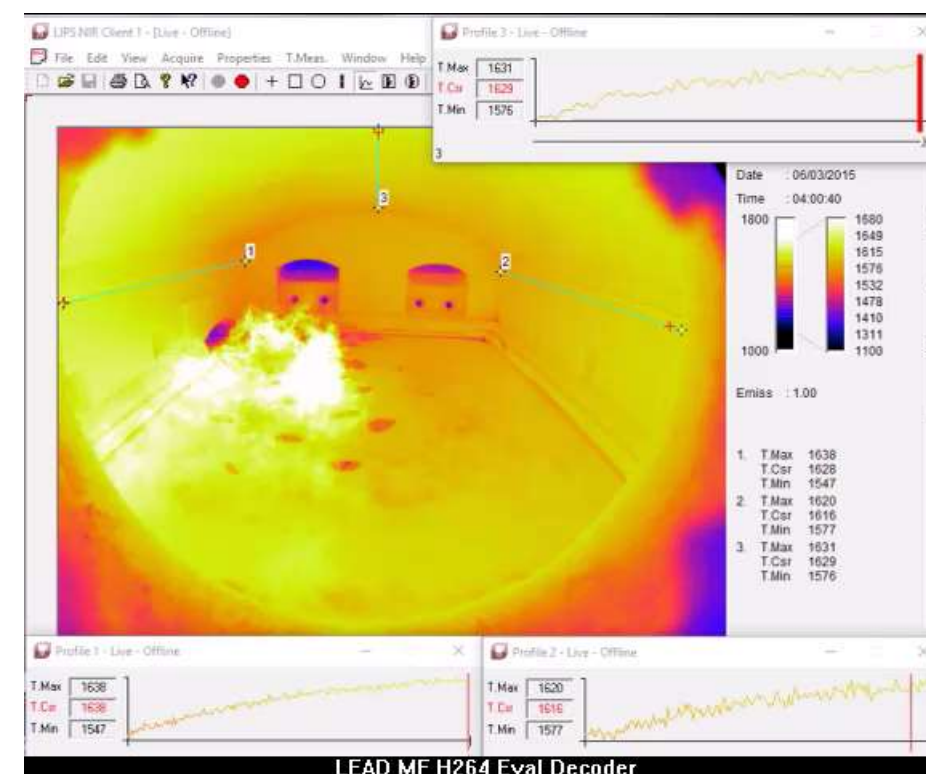 LIPS NIR Client 1 - [Live - Offline]
File Edit View Acquire Properties T.Meas. Window Help
Profile 3 - Live - Offline
T.Max 1631
T.Csr 1629
T.Min 1576
3
Date : 06/03/2015
Time : 04:00:40
1800
1000
1680
1649
1615
1576
1532
1478
1410
1311
1100
Emiss : 1.00
1. T.Max 1638
T.Csr 1628
T.Min 1547
2. T.Max 1620
T.Csr 1616
T.Min 1577
3. T.Max 1631
T.Csr 1629
T.Min 1576
1
2
3
Profile 1 - Live - Offline
T.Max 1638
T.Csr 1638
T.Min 1547
Profile 2 - Live - Offline
T.Max 1620
T.Csr 1616
T.Min 1577
LEAD MF H264 Eval Decoder